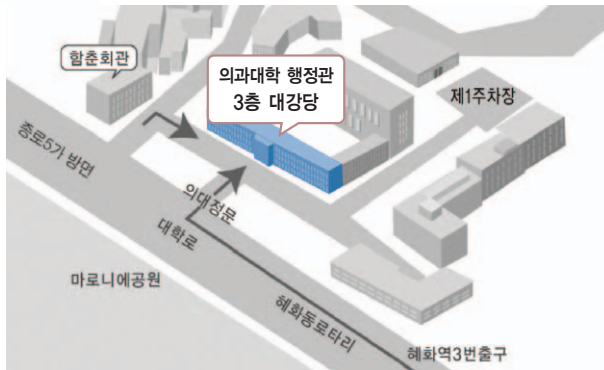 함춘회관
의과대학 행정관
3층 대강당
제1주차장
종로5가 방면
의대정문
대학로
마로니에공원
혜화동로타리
혜화역3번출구